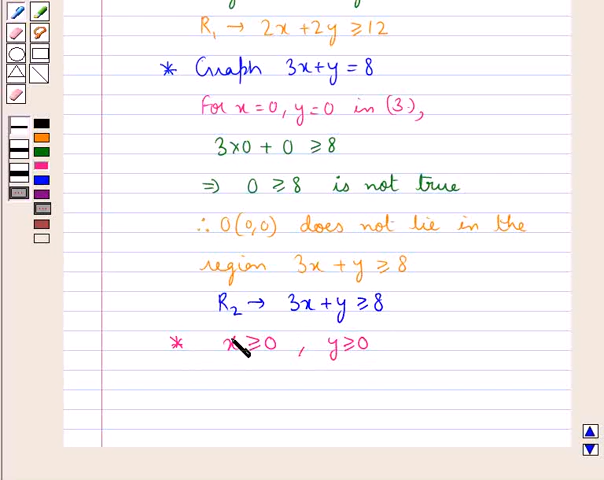 R₁ → 2x + 2y ≥ 12
* Graph 3x + y = 8
For x = 0, y = 0 in (3),
3×0 + 0 ≥ 8
⇒ 0 ≥ 8 is not true
∴ O(0,0) does not lie in the
region 3x + y ≥ 8
R₂ → 3x + y ≥ 8
* x ≥ 0 , y ≥ 0